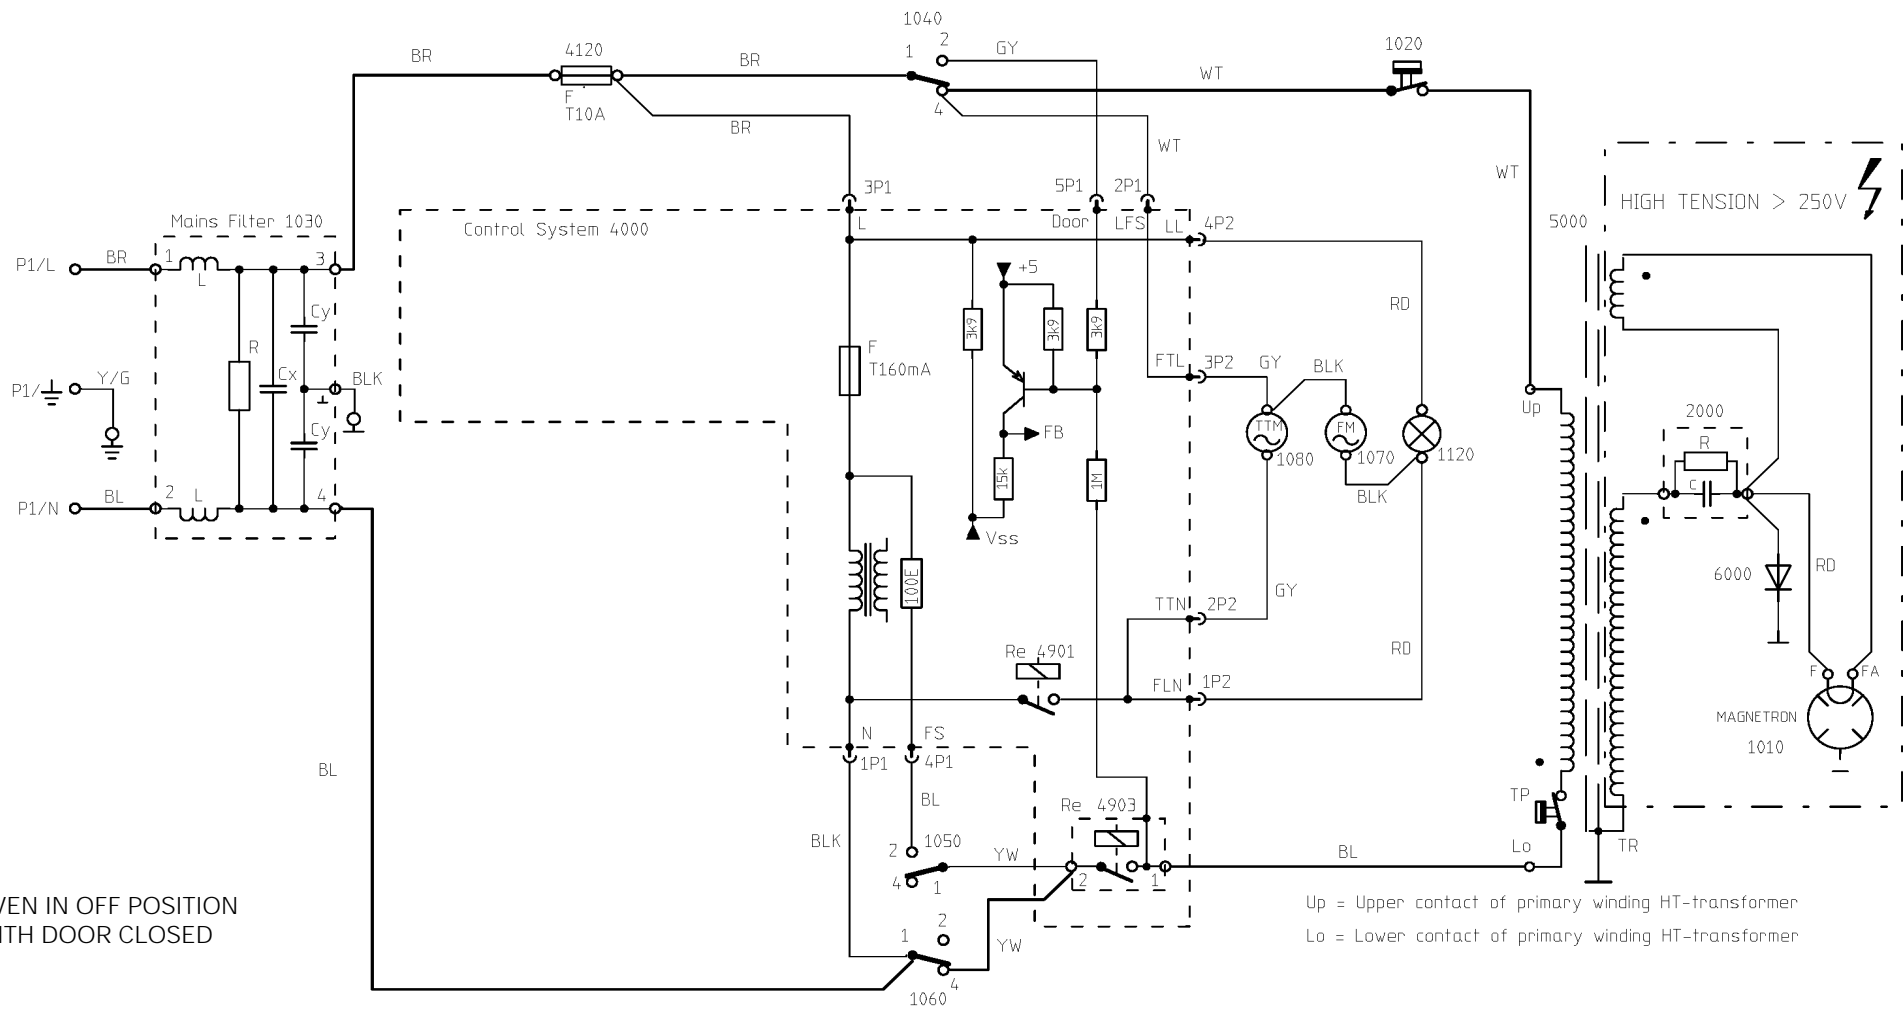 1040
2
1
4
GY
BR
4120
BR
F
T10A
BR
WT
1020
WT
WT
3P1
5P1
2P1
HIGH TENSION > 250V
Mains Filter 1030
Control System 4000
L
Door
LFS
LL
4P2
5000
P1/L
BR
1
L
3
+5
RD
Cy
3k9
3k9
3k9
R
Cx
F
T160mA
FTL
3P2
GY
BLK
P1/
Y/G
BLK
Up
2000
R
C
TTM
1080
FM
1070
1120
BLK
Cy
FB
15k
1M
P1/N
BL
2
L
4
Vss
6000
RD
100E
TTN
2P2
GY
Re 4901
RD
FLN
1P2
F
FA
MAGNETRON
1010
N
FS
1P1
4P1
BL
BL
TP
Re 4903
BLK
2
1050
4
1
YW
2
1
BL
Lo
TR
VEN IN OFF POSITION
ITH DOOR CLOSED
Up = Upper contact of primary winding HT-transformer
Lo = Lower contact of primary winding HT-transformer
1
2
4
YW
1060